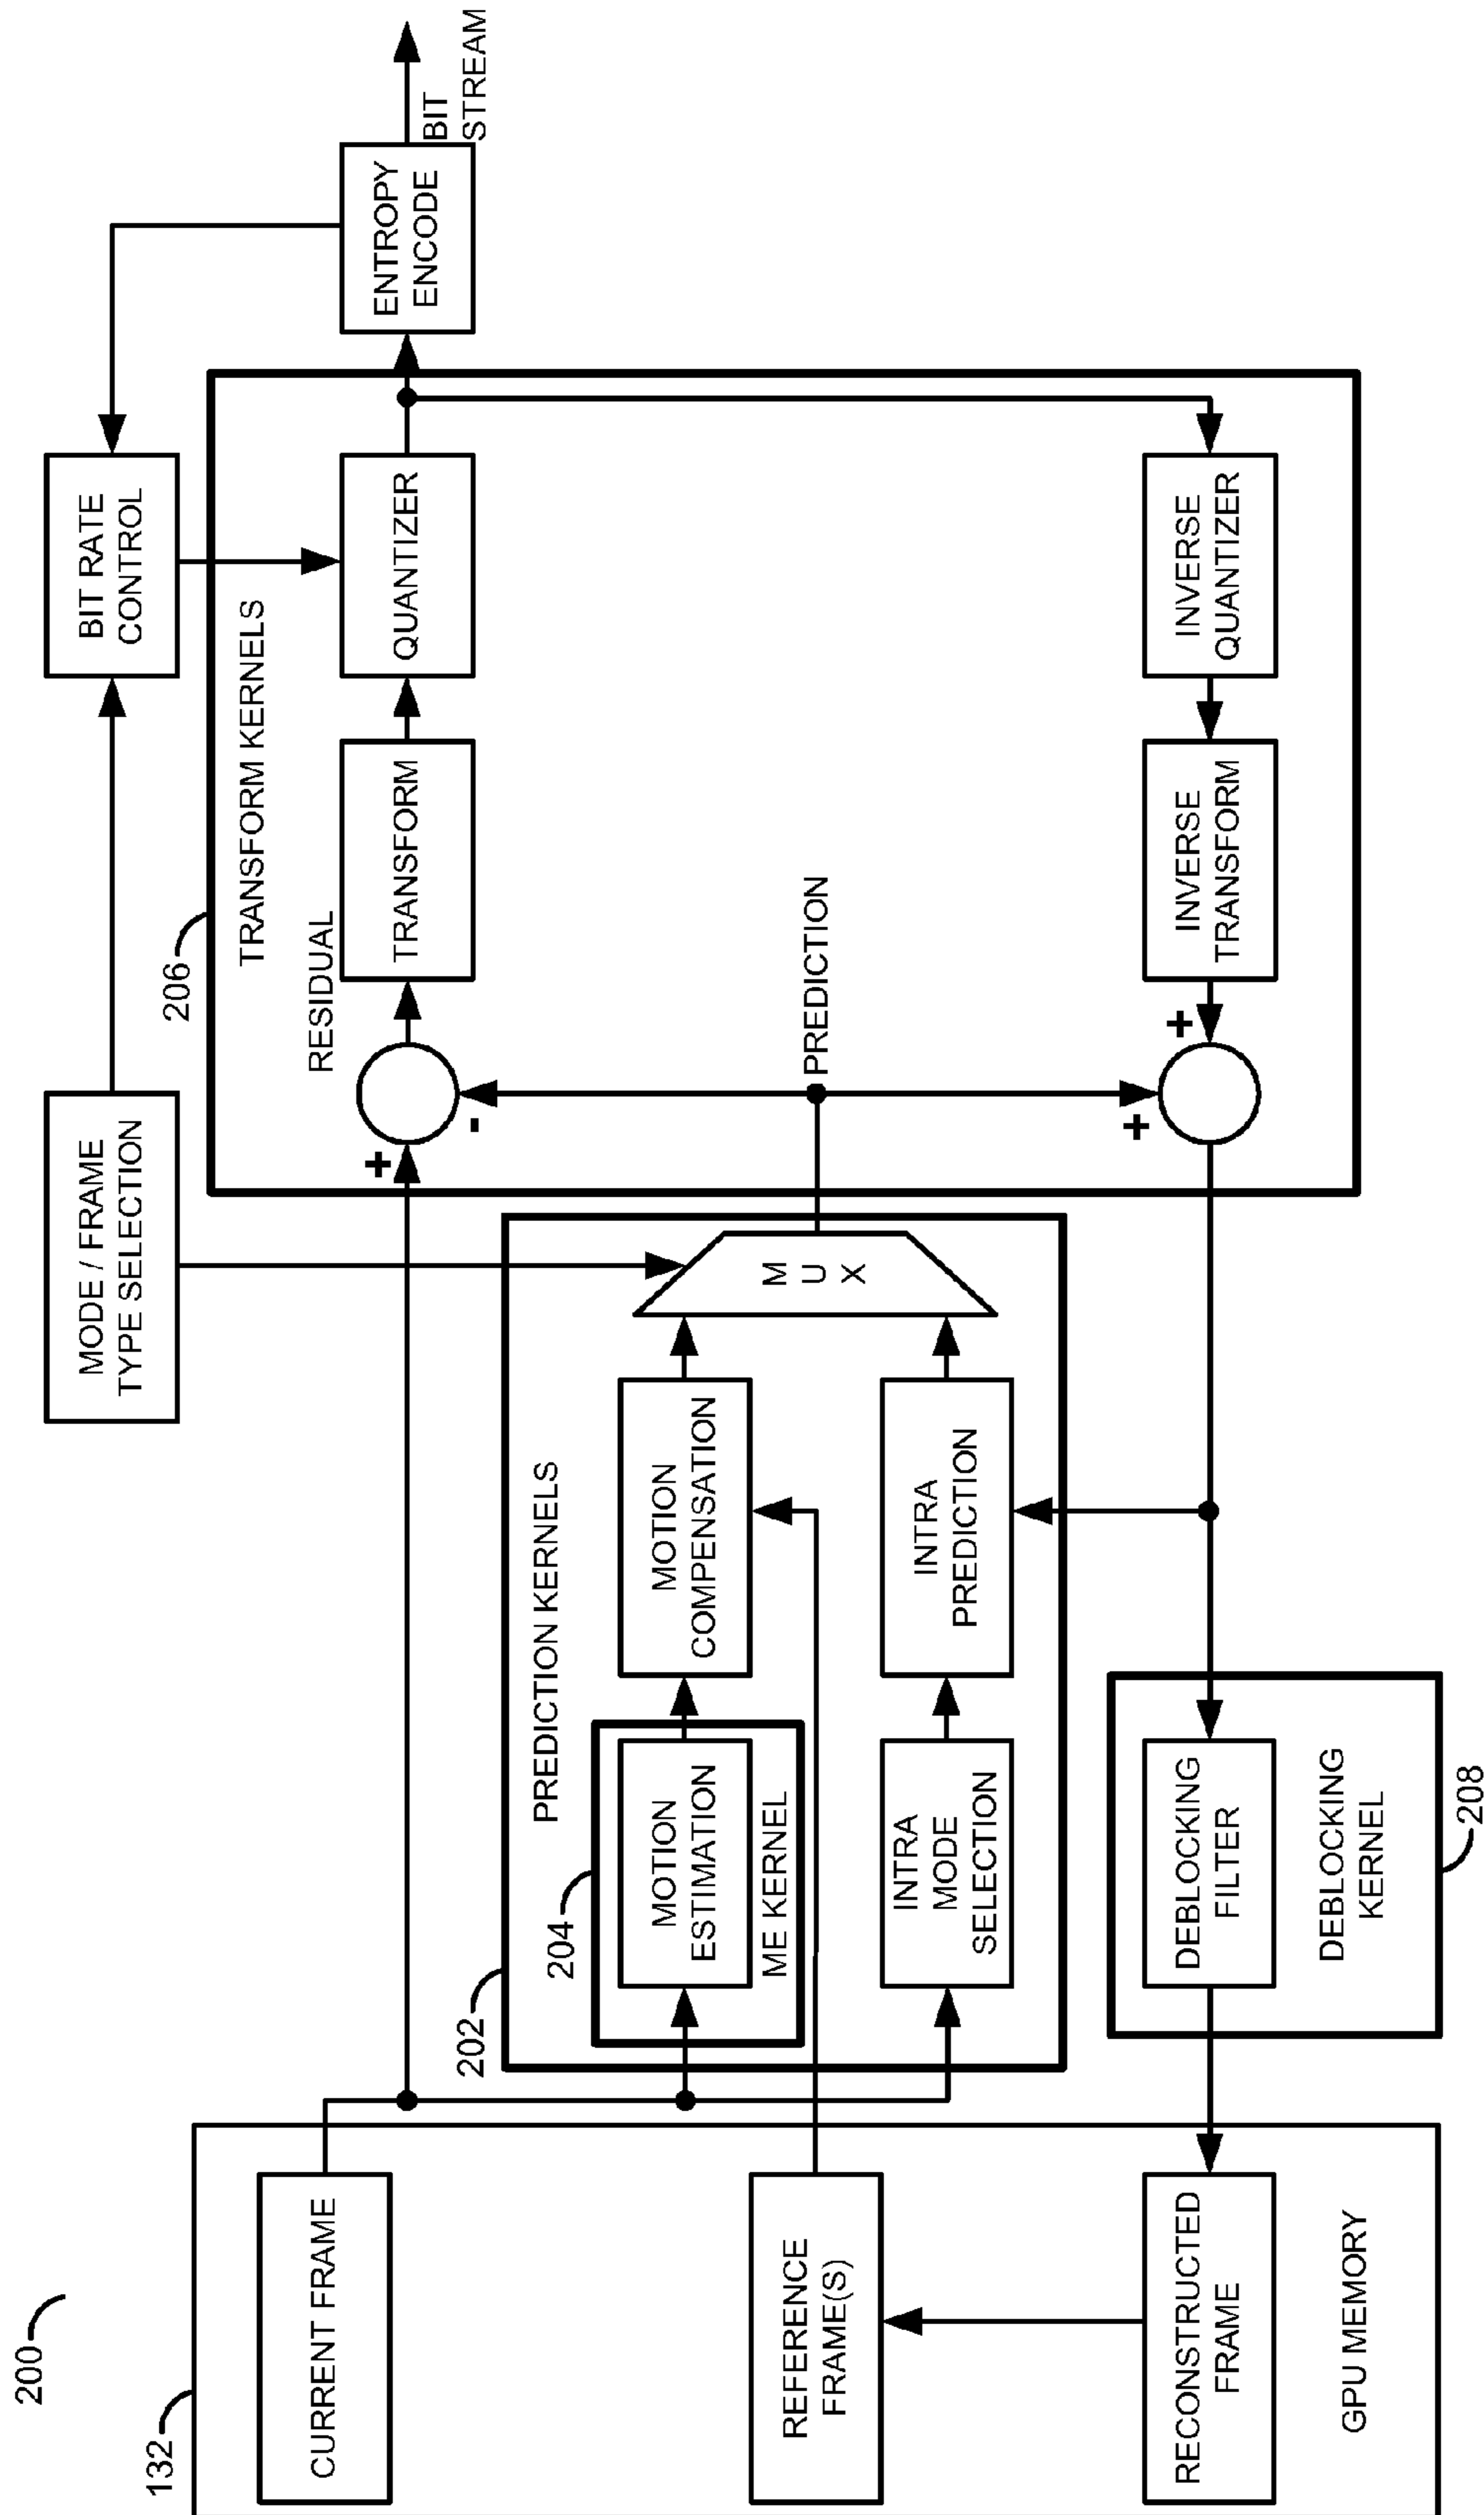 200
132
CURRENT FRAME
REFERENCE
FRAME(S)
RECONSTRUCTED
FRAME
GPU MEMORY
202
PREDICTION KERNELS
204
MOTION
ESTIMATION
ME KERNEL
MOTION
COMPENSATION
INTRA
MODE
SELECTION
INTRA
PREDICTION
M
U
X
DEBLOCKING
FILTER
DEBLOCKING
KERNEL
208
MODE / FRAME
TYPE SELECTION
BIT RATE
CONTROL
206
TRANSFORM KERNELS
+
-
RESIDUAL
TRANSFORM
QUANTIZER
PREDICTION
+
+
INVERSE
TRANSFORM
INVERSE
QUANTIZER
ENTROPY
ENCODE
BIT
STREAM